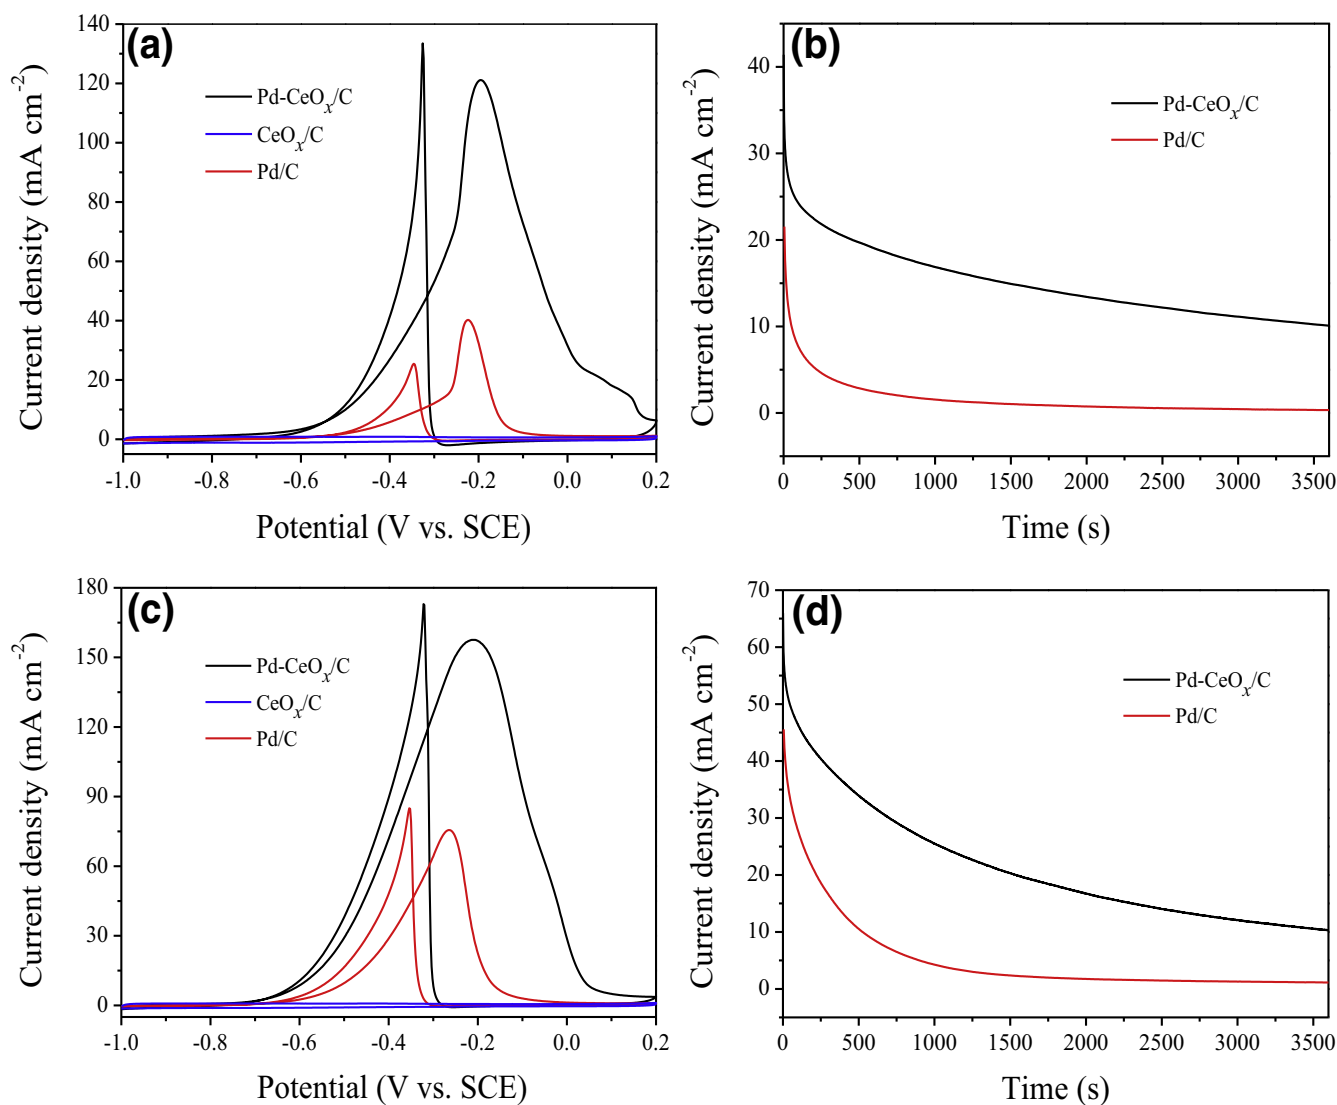 (a)
Current density (mA cm-2)
140
120
100
80
60
40
20
0
Pd-CeOx/C
CeOx/C
Pd/C
-1.0 -0.8 -0.6 -0.4 -0.2 0.0 0.2
Potential (V vs. SCE)
(b)
Current density (mA cm-2)
40
30
20
10
0
Pd-CeOx/C
Pd/C
0 500 1000 1500 2000 2500 3000 3500
Time (s)
(c)
Current density (mA cm-2)
180
150
120
90
60
30
0
Pd-CeOx/C
CeOx/C
Pd/C
-1.0 -0.8 -0.6 -0.4 -0.2 0.0 0.2
Potential (V vs. SCE)
(d)
Current density (mA cm-2)
70
60
50
40
30
20
10
0
Pd-CeOx/C
Pd/C
0 500 1000 1500 2000 2500 3000 3500
Time (s)